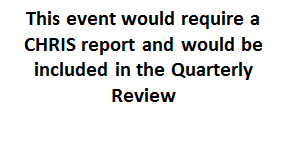 This event would require a
CHRIS report and would be
included in the Quarterly
Review